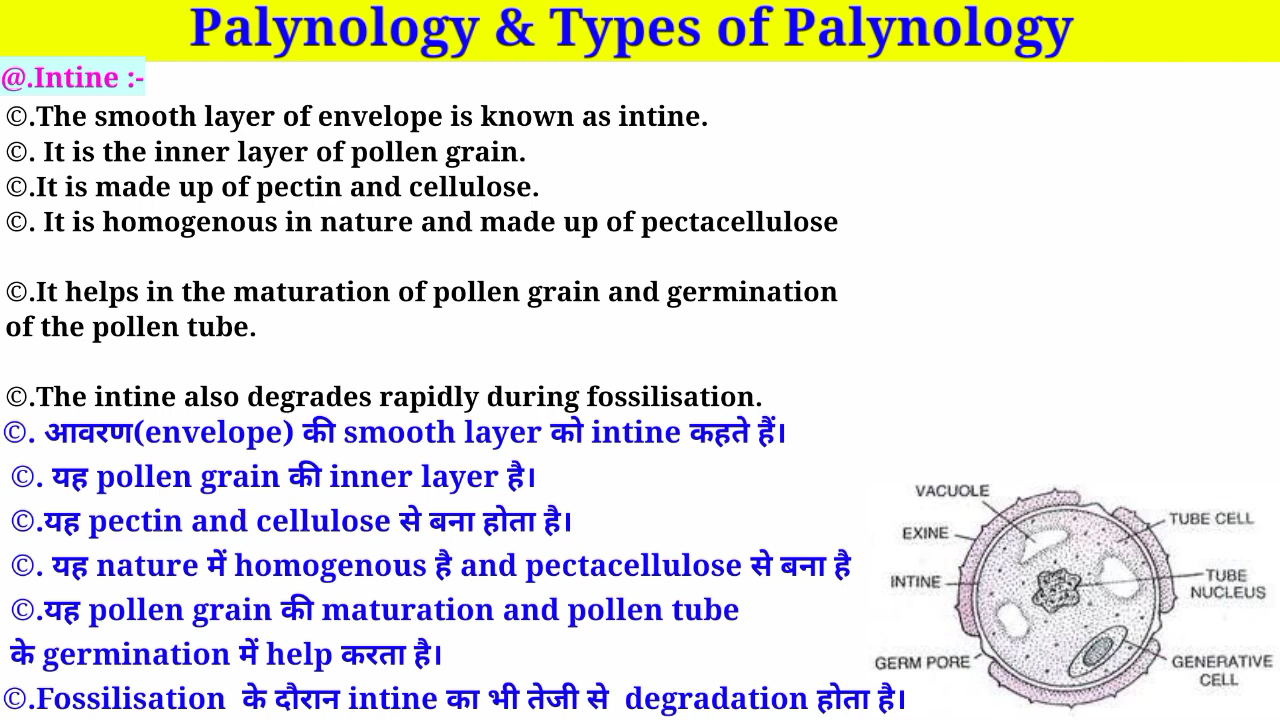 Palynology & Types of Palynology
@.Intine :-
©.The smooth layer of envelope is known as intine.
©. It is the inner layer of pollen grain.
©.It is made up of pectin and cellulose.
©. It is homogenous in nature and made up of pectacellulose
©.It helps in the maturation of pollen grain and germination
of the pollen tube.
©.The intine also degrades rapidly during fossilisation.
©. आवरण(envelope) की smooth layer को intine कहते हैं।
©. यह pollen grain की inner layer है।
©.यह pectin and cellulose से बना होता है।
©. यह nature में homogenous है and pectacellulose से बना है
©.यह pollen grain की maturation and pollen tube
के germination में help करता है।
©.Fossilisation के दौरान intine का भी तेजी से degradation होता है।
VACUOLE
EXINE
INTINE
GERM PORE
TUBE CELL
TUBE
NUCLEUS
GENERATIVE
CELL